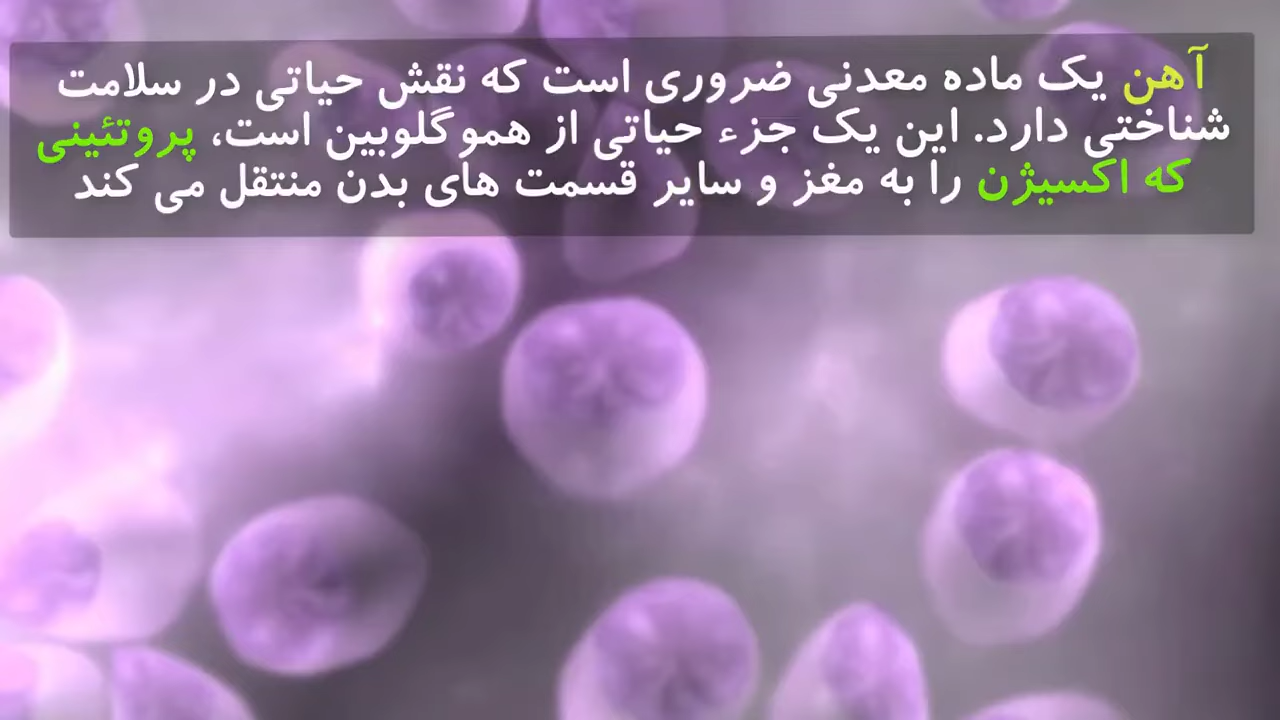 آهن یک ماده معدنی ضروری است که نقش حیاتی در سلامت
شناختی دارد. این یک جزء حیاتی از هموگلوبین است، پروتئینی
که اکسیژن را به مغز و سایر قسمت های بدن منتقل می کند